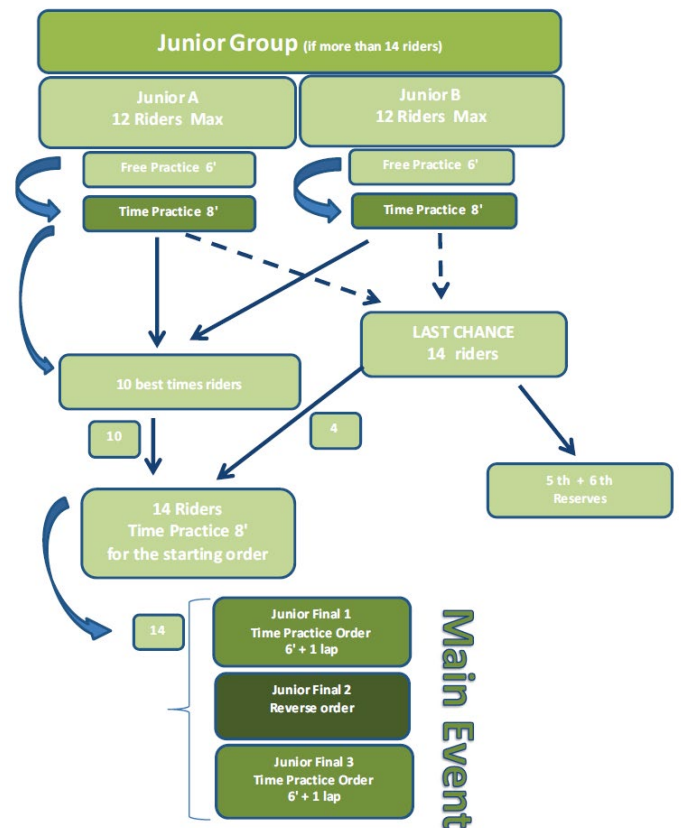 Junior Group (if more than 14 riders)
Junior A
12 Riders Max
Junior B
12 Riders Max
Free Practice 6'
Free Practice 6'
Time Practice 8'
Time Practice 8'
LAST CHANCE
14 riders
10 best times riders
10
4
5 th + 6 th
Reserves
14 Riders
Time Practice 8'
for the starting order
14
Junior Final 1
Time Practice Order
6' + 1 lap
Junior Final 2
Reverse order
Junior Final 3
Time Practice Order
6' + 1 lap
Main Event